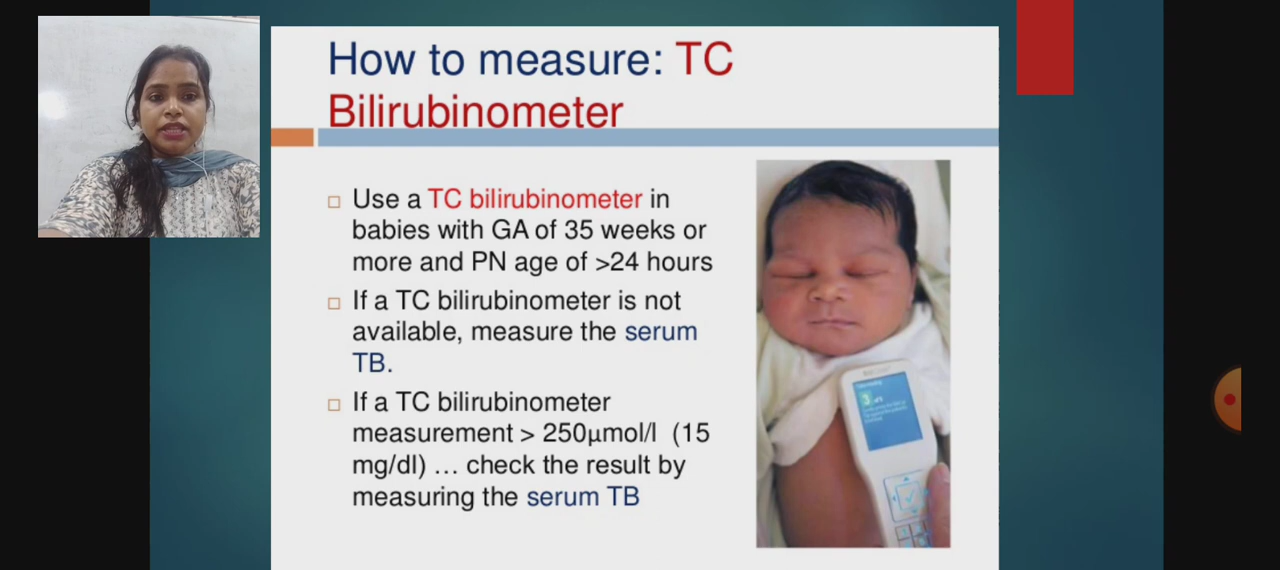 How to measure: TC
Bilirubinometer
Use a TC bilirubinometer in
babies with GA of 35 weeks or
more and PN age of >24 hours
If a TC bilirubinometer is not
available, measure the serum
TB.
If a TC bilirubinometer
measurement > 250µmol/l (15
mg/dl) … check the result by
measuring the serum TB